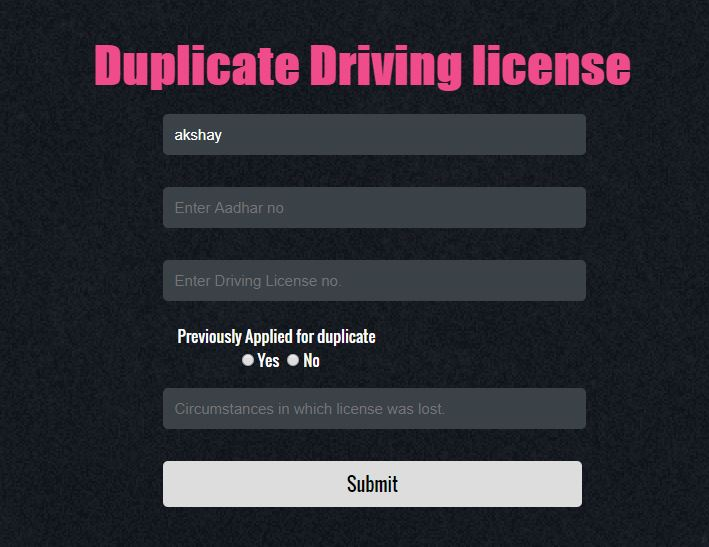 Duplicate Driving license
akshay
Enter Aadhar no
Enter Driving License no.
Previously Applied for duplicate
Yes No
Circumstances in which license was lost.
Submit